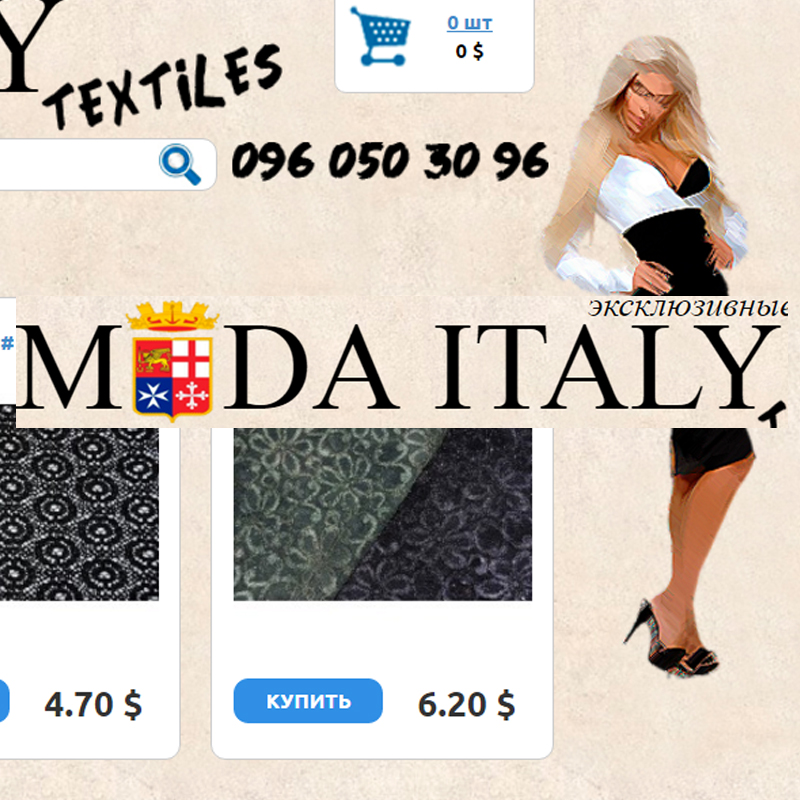 Y TEXTiLES
0 шт
0 $
096 050 30 96
эксклюзивные
#
MODA ITALY
4.70 $
КУПИТЬ
6.20 $